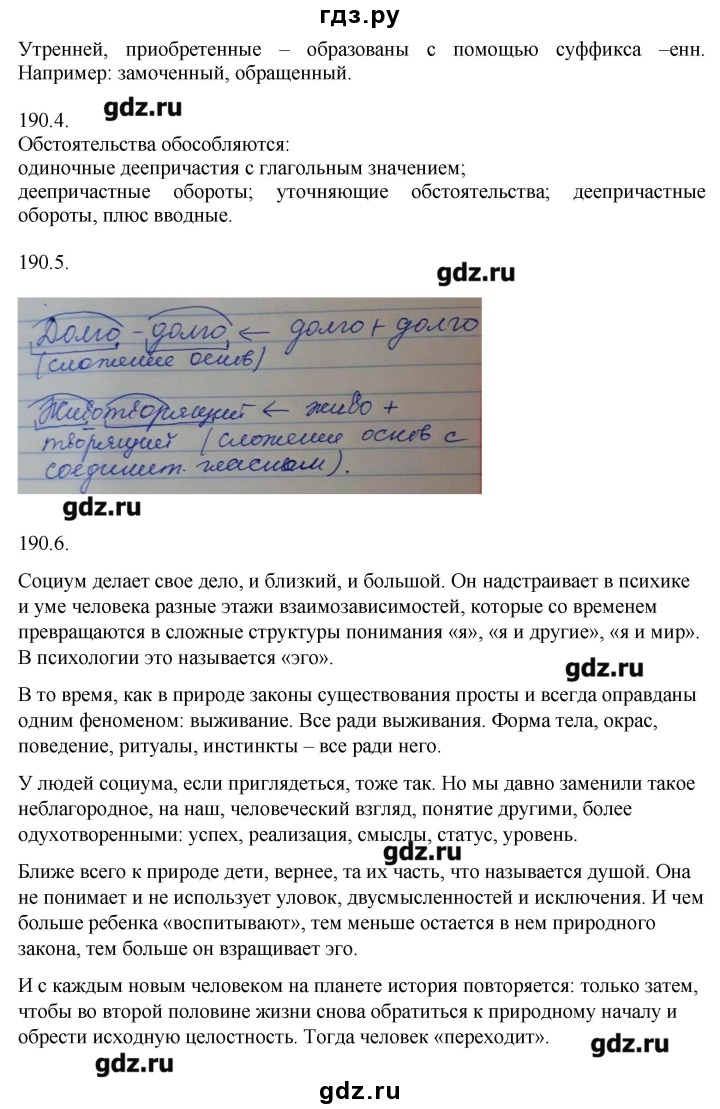 гдз.ру
Утренней, приобретенные – образованы с помощью суффикса –енн.
Например: замоченный, обращенный.
gdz.ru
190.4.
Обстоятельства обособляются:
одиночные деепричастия с глагольным значением;
деепричастные обороты; уточняющие обстоятельства; деепричастные
обороты, плюс вводные.
190.5.
gdz.ru
Долго - долго ← долго + долго
(сложение основ)
Животворящий ← живо +
творящий (сложение основ с
соединит. гласном).
gdz.ru
190.6.
Социум делает свое дело, и близкий, и большой. Он надстраивает в психике
и уме человека разные этажи взаимозависимостей, которые со временем
превращаются в сложные структуры понимания «я», «я и другие», «я и мир».
В психологии это называется «эго».
gdz.ru
В то время, как в природе законы существования просты и всегда оправданы
одним феноменом: выживание. Все ради выживания. Форма тела, окрас,
поведение, ритуалы, инстинкты – все ради него.
У людей социума, если приглядеться, тоже так. Но мы давно заменили такое
неблагородное, на наш, человеческий взгляд, понятие другими, более
одухотворенными: успех, реализация, смыслы, статус, уровень.
gdz.ru
Ближе всего к природе дети, вернее, та их часть, что называется душой. Она
не понимает и не использует уловок, двусмысленностей и исключения. И чем
больше ребенка «воспитывают», тем меньше остается в нем природного
закона, тем больше он взращивает эго.
И с каждым новым человеком на планете история повторяется: только затем,
чтобы во второй половине жизни снова обратиться к природному началу и
обрести исходную целостность. Тогда человек «переходит».
gdz.ru
gdz.ru
gdz.ru